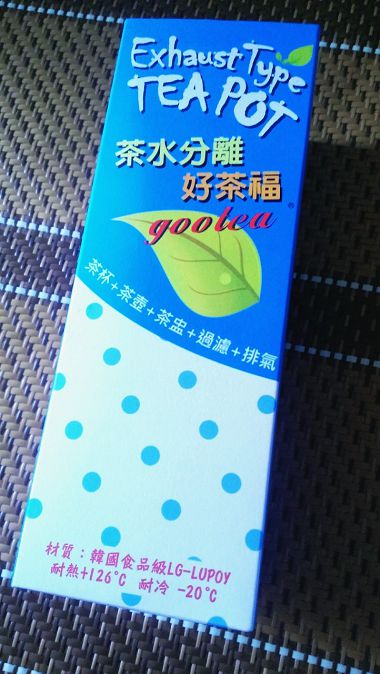 Exhaust Type
TEA POT
茶水分離
好茶福
gootea®
茶杯+茶壺+茶盅+過濾+排氣
材質：韓國食品級LG-LUPOY
耐熱+126°C 耐冷 -20°C